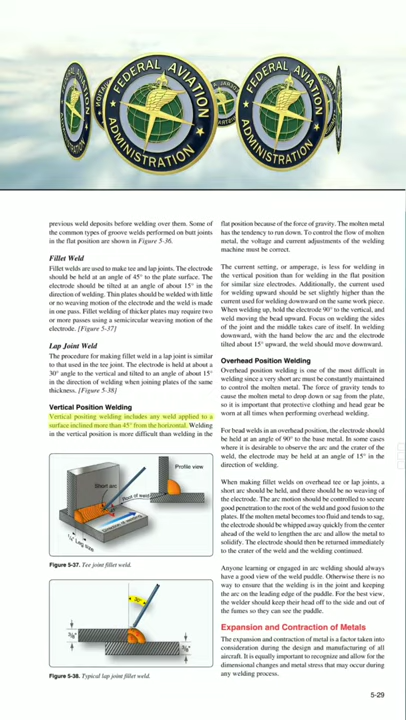 FEDERAL AVIATION
ADMINISTRATION
FEDERAL AVIATION
ADMINISTRATION
previous weld deposits before welding over them. Some of
the common types of groove welds performed on butt joints
in the flat position are shown in Figure 5-36.
Fillet Weld
Fillet welds are used to make tee and lap joints. The electrode
should be held at an angle of 45° to the plate surface. The
electrode should be tilted at an angle of about 15° in the
direction of welding. Thin plates should be welded with little
or no weaving motion of the electrode and the weld is made
in one pass. Fillet welding of thicker plates may require two
or more passes using a semicircular weaving motion of the
electrode. [Figure 5-37]
Lap Joint Weld
The procedure for making fillet weld in a lap joint is similar
to that used in the tee joint. The electrode is held at about a
30° angle to the vertical and tilted to an angle of about 15°
in the direction of welding when joining plates of the same
thickness. [Figure 5-38]
Vertical Position Welding
Vertical positing welding includes any weld applied to a
surface inclined more than 45° from the horizontal. Welding
in the vertical position is more difficult than welding in the
Profile view
Short arc
Root of weld
Direction of welding
Leg size
Figure 5-37. Tee joint fillet weld.
30°
Figure 5-38. Typical lap joint fillet weld.
flat position because of the force of gravity. The molten metal
has the tendency to run down. To control the flow of molten
metal, the voltage and current adjustments of the welding
machine must be correct.
The current setting, or amperage, is less for welding in
the vertical position than for welding in the flat position
for similar size electrodes. Additionally, the current used
for welding upward should be set slightly higher than the
current used for welding downward on the same work piece.
When welding up, hold the electrode 90° to the vertical, and
weld moving the bead upward. Focus on welding the sides
of the joint and the middle takes care of itself. In welding
downward, with the hand below the arc and the electrode
tilted about 15° upward, the weld should move downward.
Overhead Position Welding
Overhead position welding is one of the most difficult in
welding since a very short arc must be constantly maintained
to control the molten metal. The force of gravity tends to
cause the molten metal to drop down or sag from the plate,
so it is important that protective clothing and head gear be
worn at all times when performing overhead welding.
For bead welds in an overhead position, the electrode should
be held at an angle of 90° to the base metal. In some cases
where it is desirable to observe the arc and the crater of the
weld, the electrode may be held at an angle of 15° in the
direction of welding.
When making fillet welds on overhead tee or lap joints, a
short arc should be held, and there should be no weaving of
the electrode. The arc motion should be controlled to secure
good penetration to the root of the weld and good fusion to the
plates. If the molten metal becomes too fluid and tends to sag,
the electrode should be whipped away quickly from the center
ahead of the weld to lengthen the arc and allow the metal to
solidify. The electrode should then be returned immediately
to the crater of the weld and the welding continued.
Anyone learning or engaged in arc welding should always
have a good view of the weld puddle. Otherwise there is no
way to ensure that the welding is in the joint and keeping
the arc on the leading edge of the puddle. For the best view,
the welder should keep their head off to the side and out of
the fumes so they can see the puddle.
Expansion and Contraction of Metals
The expansion and contraction of metal is a factor taken into
consideration during the design and manufacturing of all
aircraft. It is equally important to recognize and allow for the
dimensional changes and metal stress that may occur during
any welding process.
5-29